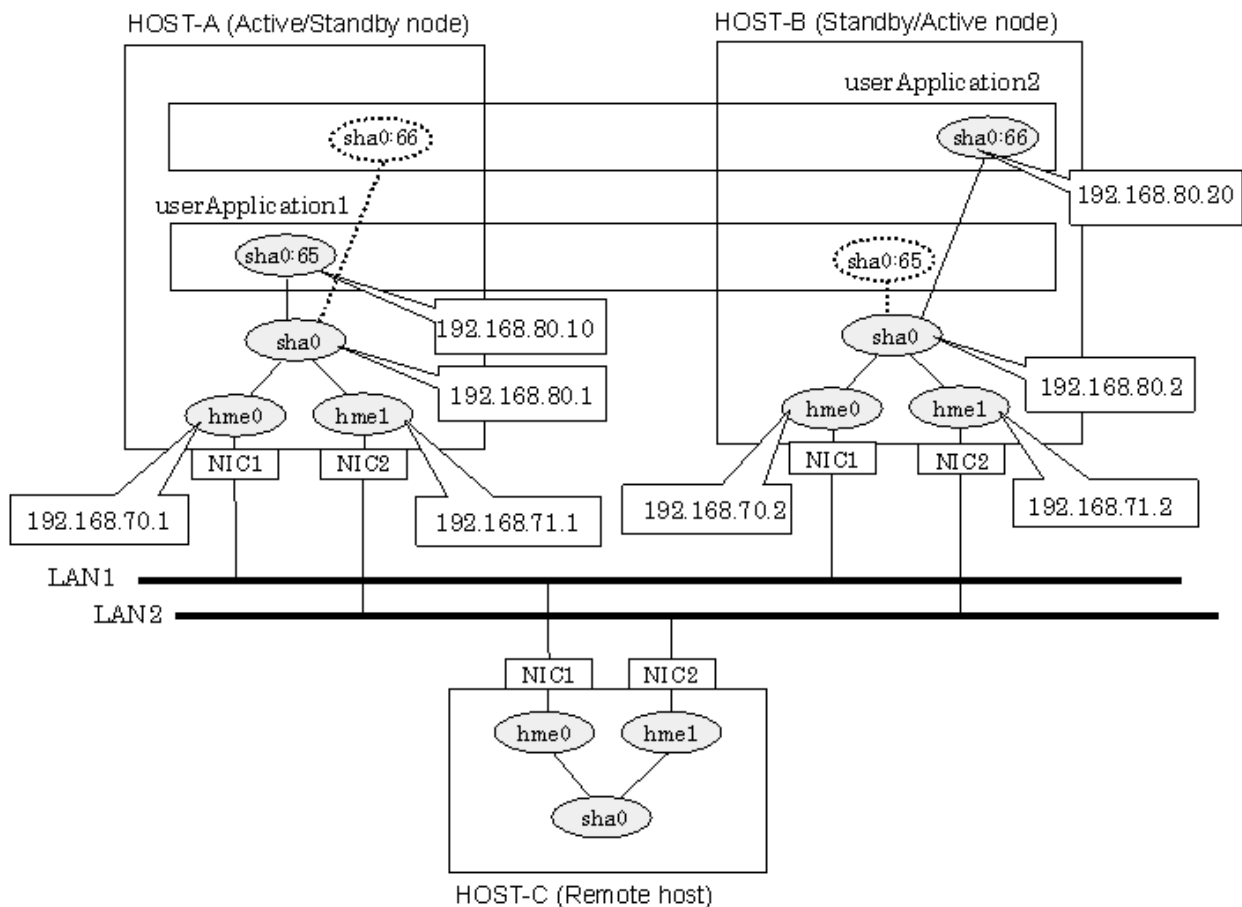 HOST-A (Active/Standby node)
HOST-B (Standby/Active node)
userApplication2
sha0:66
sha0:66
192.168.80.20
userApplication1
sha0:65
sha0:65
192.168.80.10
sha0
sha0
192.168.80.1
192.168.80.2
hme0
hme1
hme0
hme1
NIC1
NIC2
NIC1
NIC2
192.168.70.1
192.168.71.1
192.168.70.2
192.168.71.2
LAN1
LAN2
NIC1
NIC2
hme0
hme1
sha0
HOST-C (Remote host)